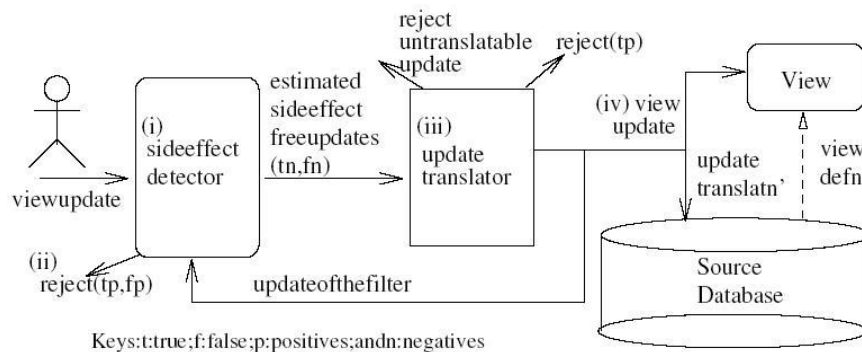 reject
untranslatable
update
reject(tp)
estimated
sideeffect
freeupdates
(tn,fn)
(i)
sideeffect
detector
(iii)
update
translator
(iv) view
update
View
viewupdate
update
translatn'
view
defn
(ii)
reject(tp,fp)
updateofthefilter
Source
Database
Keys:t:true;f:false;p:positives;andn:negatives